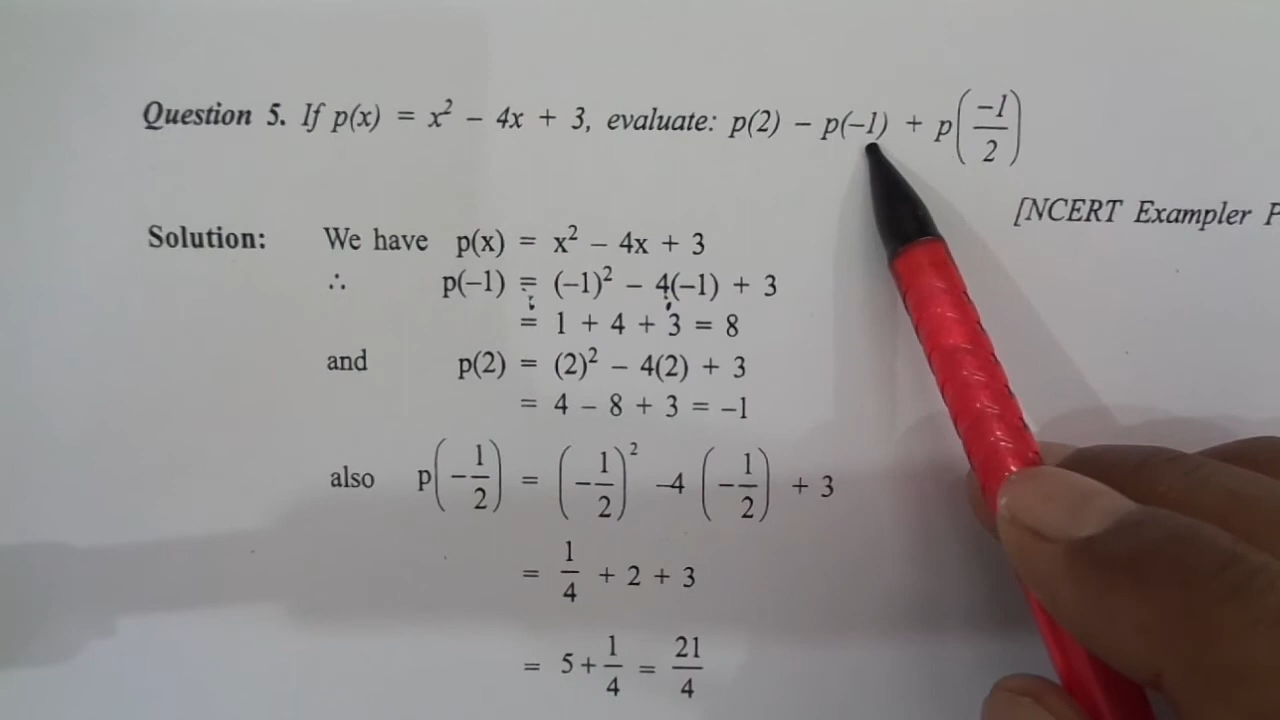 Question 5. If p(x) = x² − 4x + 3, evaluate: p(2) − p(−1) + p(−1/2)
[NCERT Exampler
Solution: We have p(x) = x² − 4x + 3
∴ p(−1) = (−1)² − 4(−1) + 3
= 1 + 4 + 3 = 8
and p(2) = (2)² − 4(2) + 3
= 4 − 8 + 3 = −1
also p(−1/2) = (−1/2)² −4 (−1/2) + 3
= 1/4 + 2 + 3
= 5 + 1/4 = 21/4